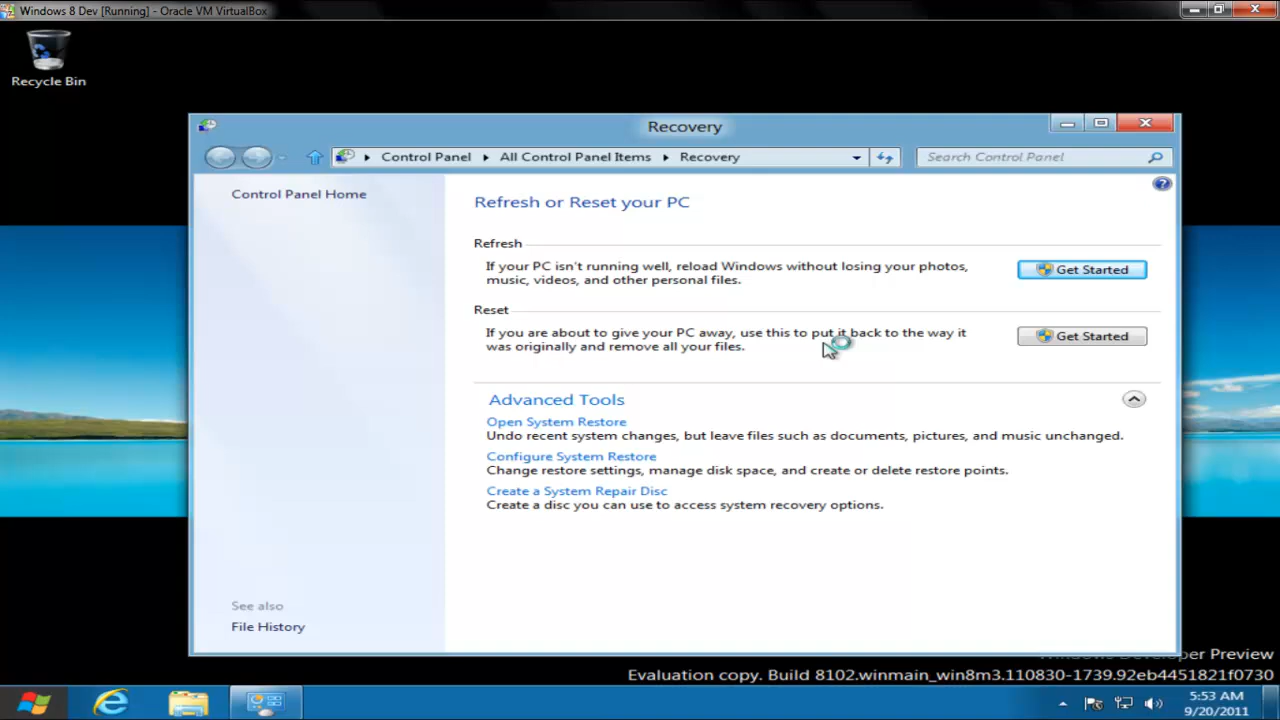 Windows 8 Dev [Running] - Oracle VM VirtualBox
Recycle Bin
Recovery
Control Panel
All Control Panel Items
Recovery
Search Control Panel
Control Panel Home
Refresh or Reset your PC
Refresh
If your PC isn't running well, reload Windows without losing your photos,
music, videos, and other personal files.
Get Started
Reset
If you are about to give your PC away, use this to put it back to the way it
was originally and remove all your files.
Get Started
Advanced Tools
Open System Restore
Undo recent system changes, but leave files such as documents, pictures, and music unchanged.
Configure System Restore
Change restore settings, manage disk space, and create or delete restore points.
Create a System Repair Disc
Create a disc you can use to access system recovery options.
See also
File History
Windows Developer Preview
Evaluation copy. Build 8102.winmain_win8m3.110830-1739.92eb4451821f0730
5:53 AM
9/20/2011